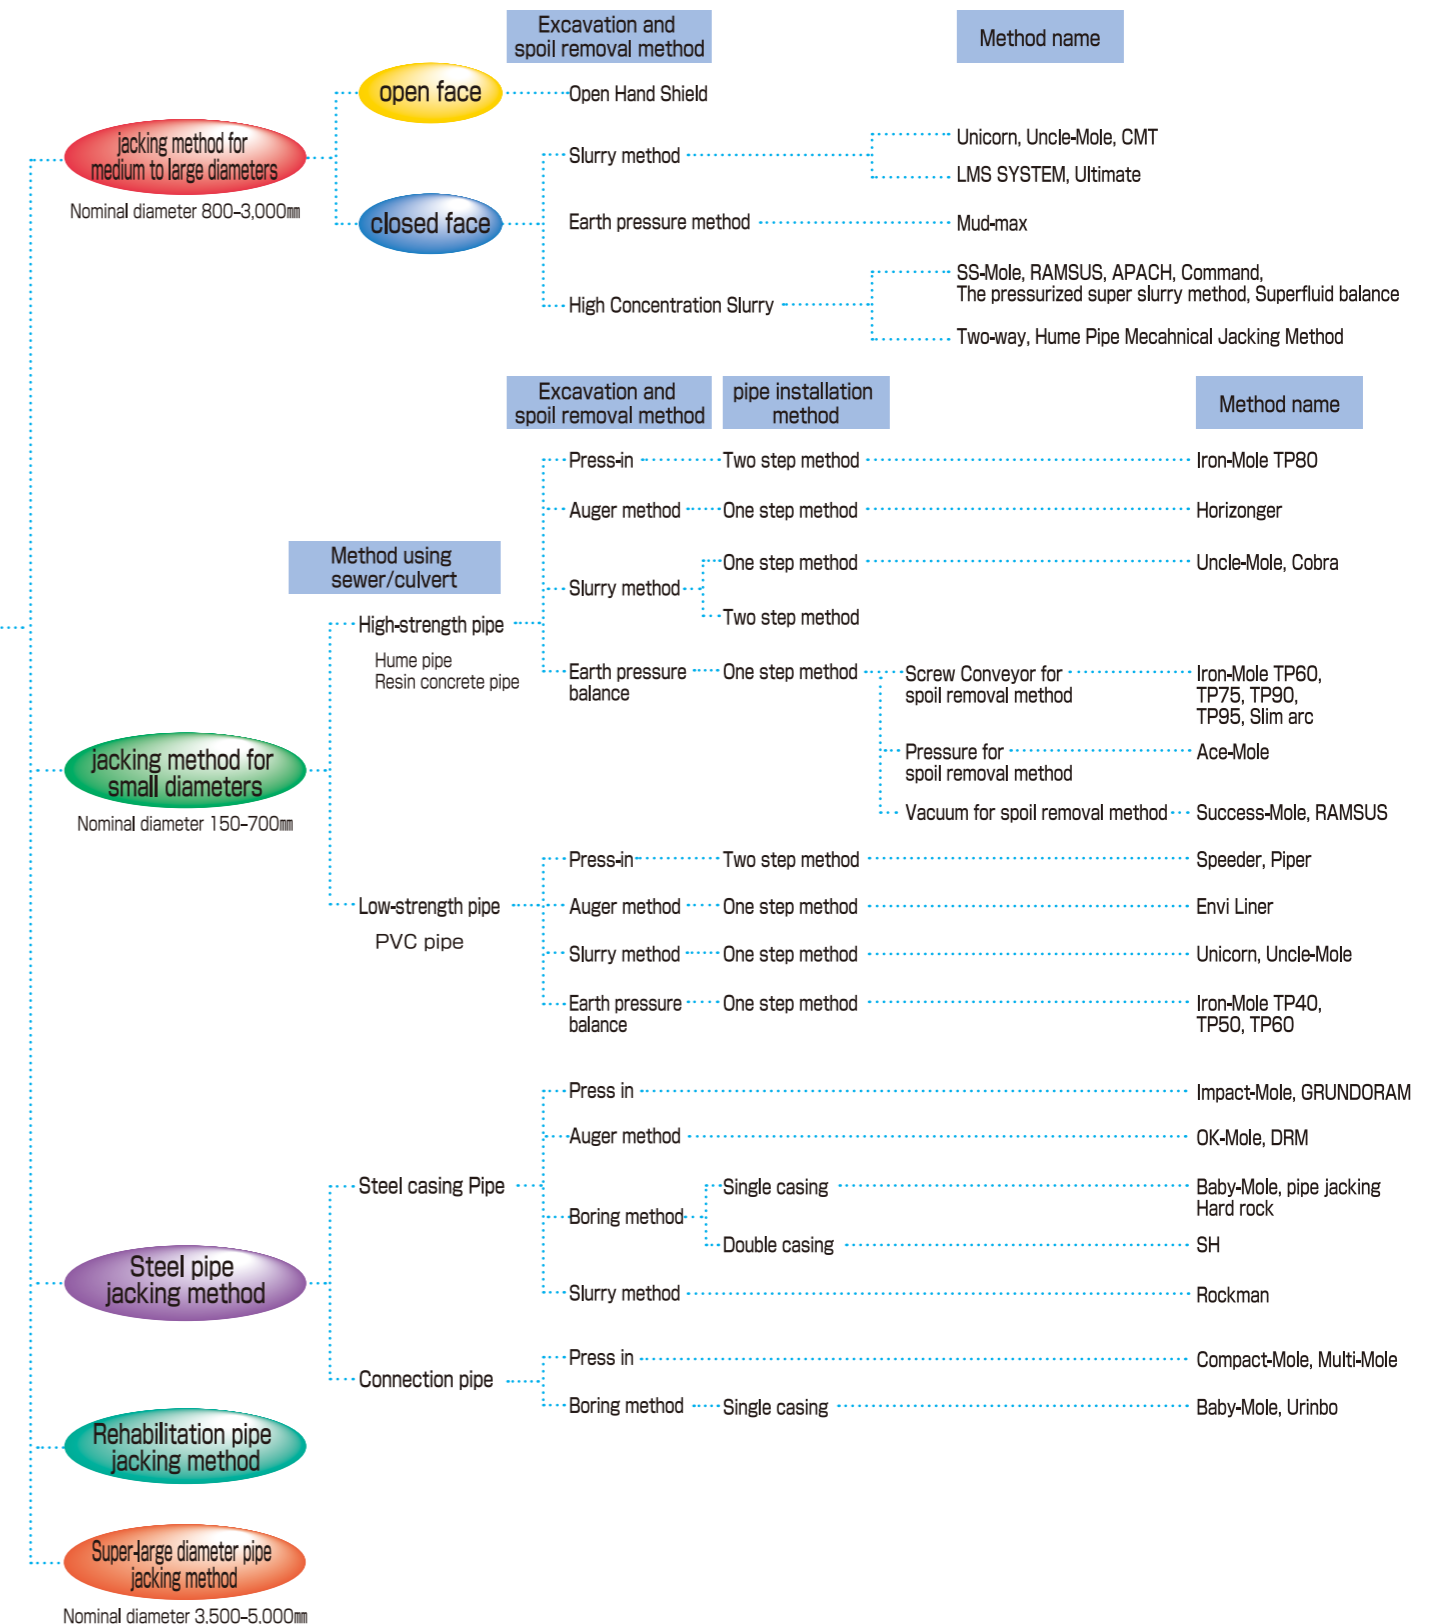 Excavation and
spoil removal method
Method name
open face
Open Hand Shield
jacking method for
medium to large diameters
Nominal diameter 800-3,000㎜
closed face
Slurry method
Unicorn, Uncle-Mole, CMT
LMS SYSTEM, Ultimate
Earth pressure method
Mud-max
High Concentration Slurry
SS-Mole, RAMSUS, APACH, Command,
The pressurized super slurry method, Superfluid balance
Two-way, Hume Pipe Mecahnical Jacking Method
Excavation and
spoil removal method
pipe installation
method
Method name
Method using
sewer/culvert
jacking method for
small diameters
Nominal diameter 150-700㎜
High-strength pipe
Hume pipe
Resin concrete pipe
Press-in
Two step method
Iron-Mole TP80
Auger method
One step method
Horizonger
Slurry method
One step method
Uncle-Mole, Cobra
Two step method
Earth pressure
balance
One step method
Screw Conveyor for
spoil removal method
Iron-Mole TP60,
TP75, TP90,
TP95, Slim arc
Pressure for
spoil removal method
Ace-Mole
Vacuum for spoil removal method
Success-Mole, RAMSUS
Low-strength pipe
PVC pipe
Press-in
Two step method
Speeder, Piper
Auger method
One step method
Envi Liner
Slurry method
One step method
Unicorn, Uncle-Mole
Earth pressure
balance
One step method
Iron-Mole TP40,
TP50, TP60
Steel pipe
jacking method
Steel casing Pipe
Press in
Impact-Mole, GRUNDORAM
Auger method
OK-Mole, DRM
Boring method
Single casing
Baby-Mole, pipe jacking
Hard rock
Double casing
SH
Slurry method
Rockman
Connection pipe
Press in
Compact-Mole, Multi-Mole
Boring method
Single casing
Baby-Mole, Urinbo
Rehabilitation pipe
jacking method
Super-large diameter pipe
jacking method
Nominal diameter 3,500-5,000㎜